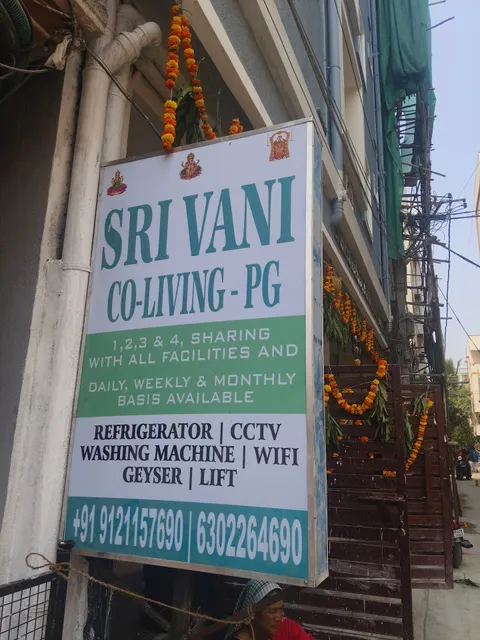 SRI VANI
CO-LIVING - PG
1,2,3 & 4, SHARING
WITH ALL FACILITIES AND
DAILY, WEEKLY & MONTHLY
BASIS AVAILABLE
REFRIGERATOR | CCTV
WASHING MACHINE | WIFI
GEYSER | LIFT
+91 9121157690 | 6302264690